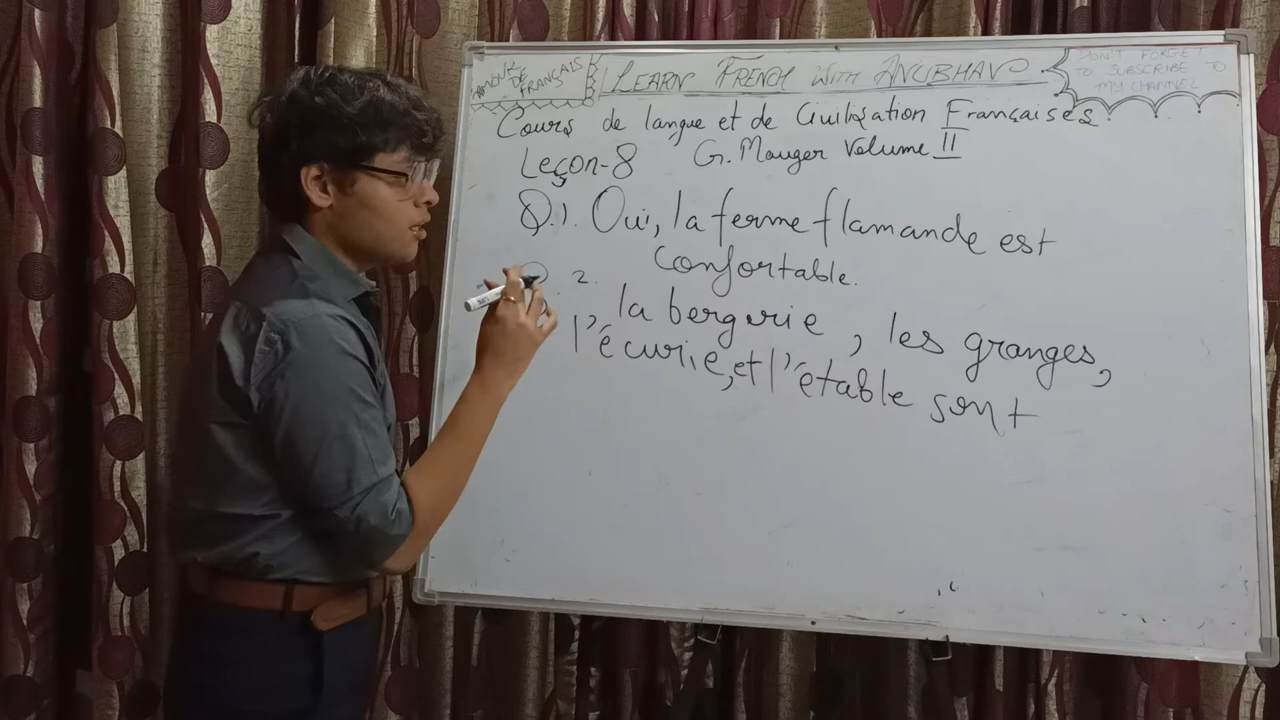 AMOUR
DE
FRANÇAIS
LEARN FRENCH WITH ANUBHAV
DON'T FORGET
TO SUBSCRIBE TO
MY CHANNEL
Cours de langue et de Civilisation Françaises
Leçon-8 G. Mauger Volume II
Q.1. Oui, la ferme flamande est
Confortable.
2.
la bergerie, les granges,
l'écurie, et l'étable sont